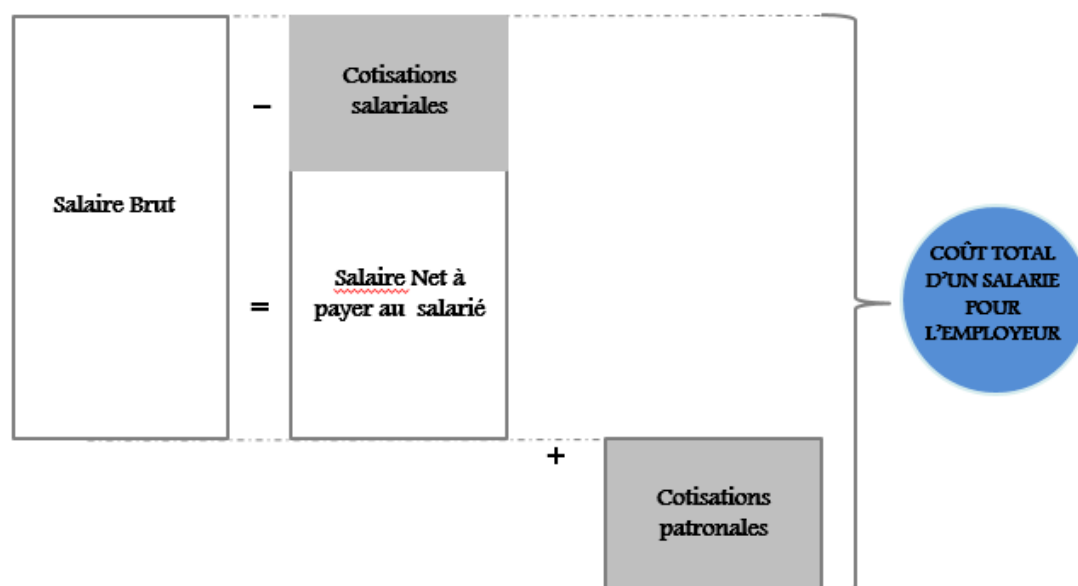 Cotisations
salariales
–
Salaire Brut
Salaire Net à
payer au salarié
=
COÛT TOTAL
D'UN SALARIE
POUR
L'EMPLOYEUR
+
Cotisations
patronales